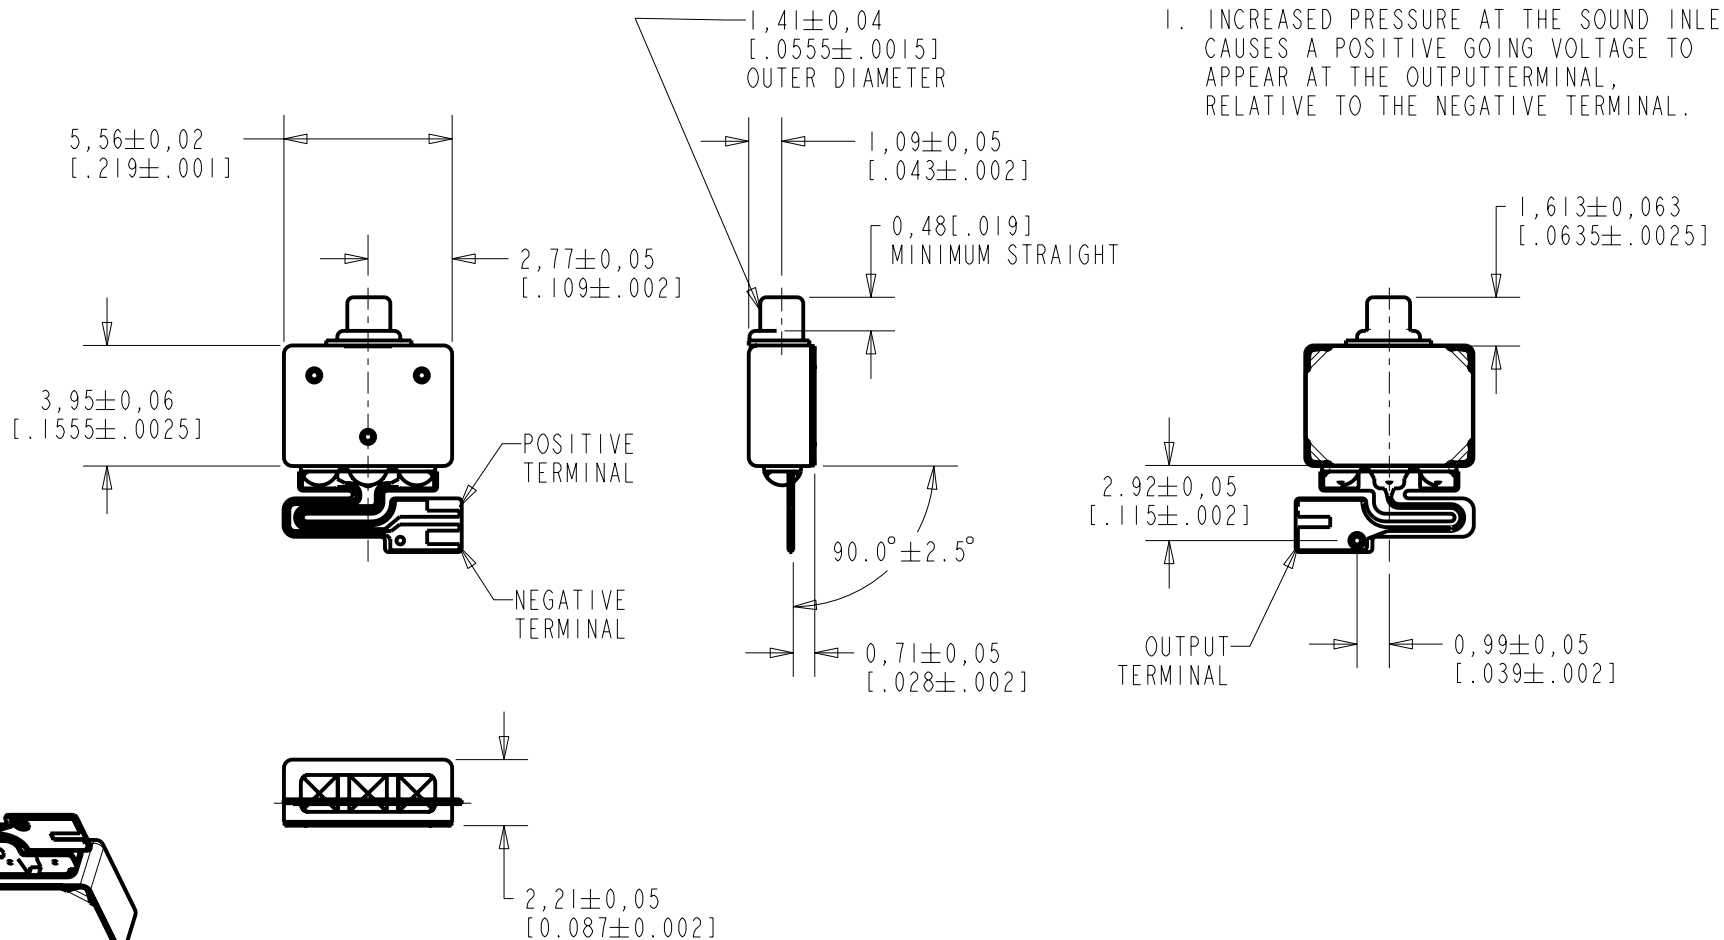 1,41±0,04
[.0555±.0015]
OUTER DIAMETER
1. INCREASED PRESSURE AT THE SOUND INLE
CAUSES A POSITIVE GOING VOLTAGE TO
APPEAR AT THE OUTPUTTERMINAL,
RELATIVE TO THE NEGATIVE TERMINAL.
5,56±0,02
[.219±.001]
1,09±0,05
[.043±.002]
0,48[.019]
MINIMUM STRAIGHT
1,613±0,063
[.0635±.0025]
2,77±0,05
[.109±.002]
3,95±0,06
[.1555±.0025]
POSITIVE
TERMINAL
2.92±0,05
[.115±.002]
90.0°±2.5°
NEGATIVE
TERMINAL
0,71±0,05
[.028±.002]
OUTPUT
TERMINAL
0,99±0,05
[.039±.002]
2,21±0,05
[0.087±0.002]